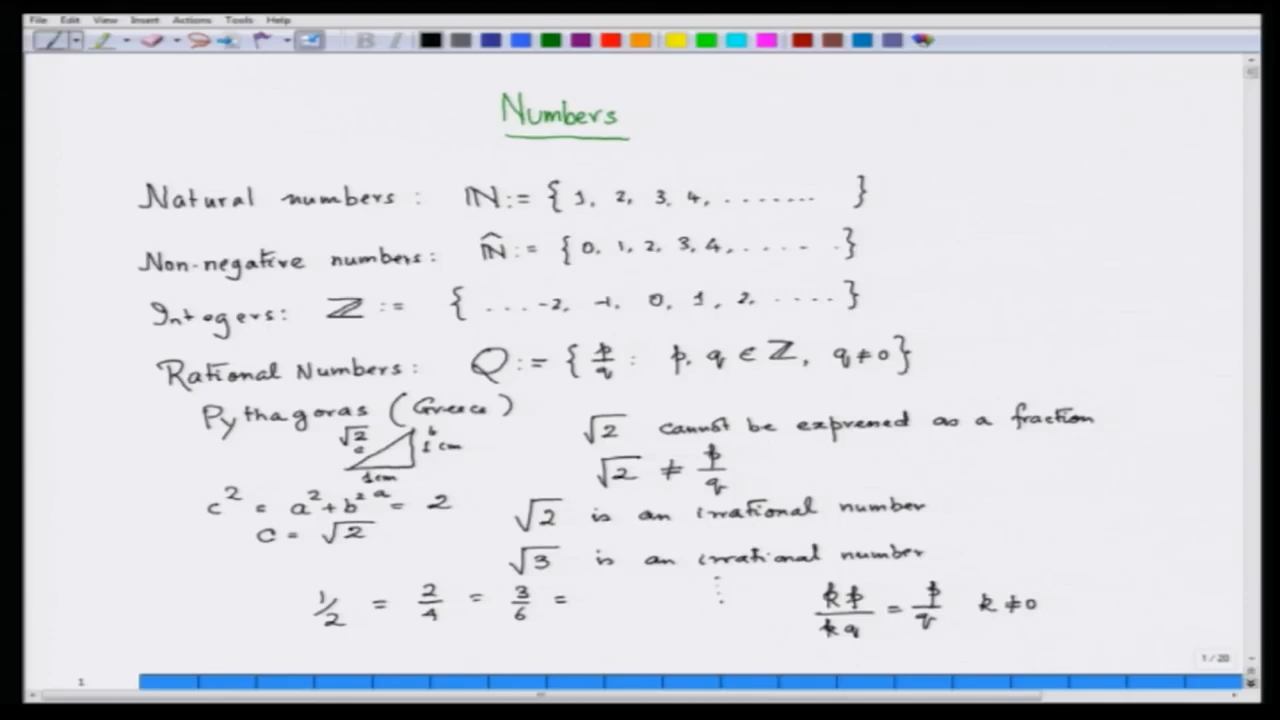 File Edit View Insert Actions Tools Help
B I
Numbers
Natural numbers : ℕ := { 1, 2, 3, 4, ........ }
Non-negative numbers : ℕ̂ := { 0, 1, 2, 3, 4, ..... . }
Integers : ℤ := { .... -2, -1, 0, 1, 2, ..... }
Rational Numbers : Q := { p/q : p, q ∈ ℤ, q ≠ 0 }
Pythagoras (Greece)
√2 c b 1 cm
1cm a
√2 cannot be expressed as a fraction
√2 ≠ p/q
c² = a² + b² = 2
c = √2
√2 is an irrational number
√3 is an irrational number
1/2 = 2/4 = 3/6 =
kp/kq = p/q k ≠ 0
1 / 20
1